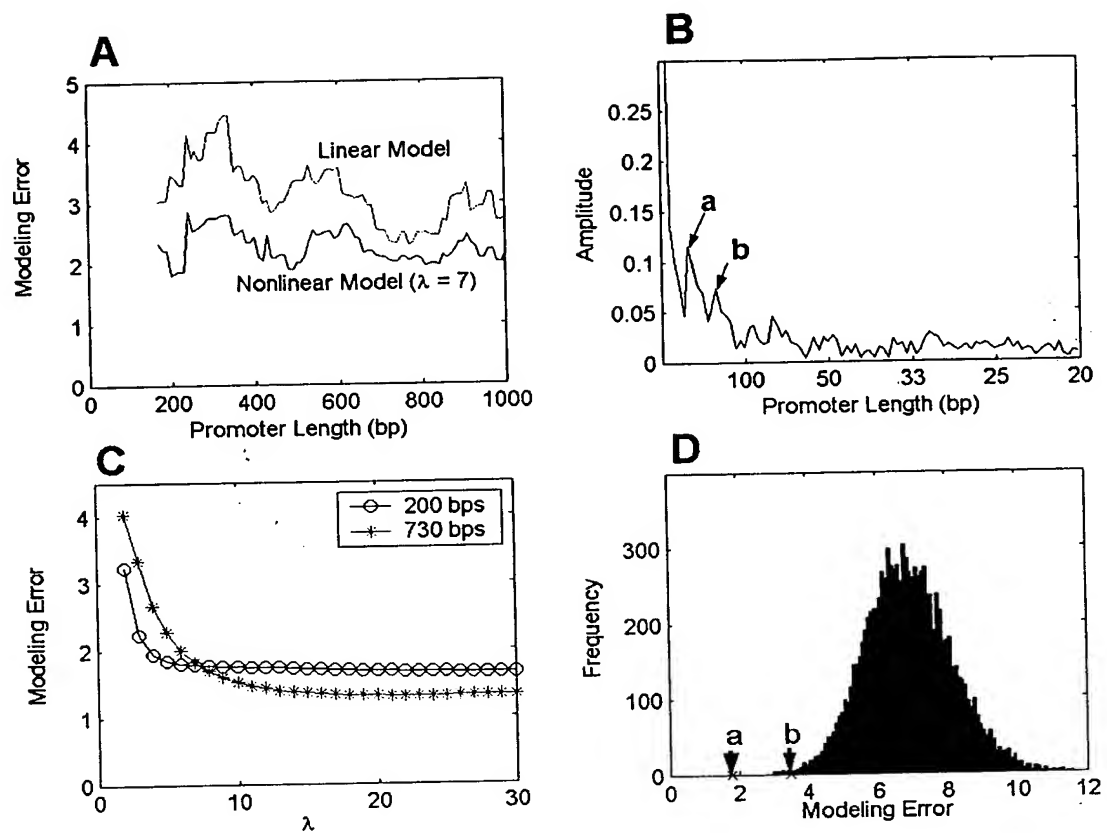 A
5
4
3
2
1
0
Modeling Error
Linear Model
Nonlinear Model (λ = 7)
0 200 400 600 800 1000
Promoter Length (bp)
B
0.25
0.2
0.15
0.1
0.05
0
Amplitude
a
b
100 50 33 25 20
Promoter Length (bp)
C
4
3
2
1
0
Modeling Error
200 bps
730 bps
0 10 20 30
λ
D
300
200
100
0
Frequency
a
b
0 2 4 6 8 10 12
Modeling Error